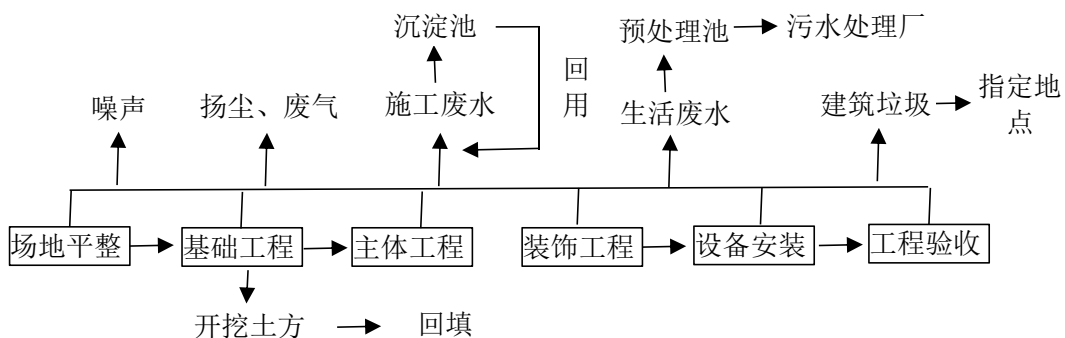 沉淀池
预处理池
污水处理厂
回用
指定地点
噪声
扬尘、废气
施工废水
生活废水
建筑垃圾
场地平整
基础工程
主体工程
装饰工程
设备安装
工程验收
开挖土方
回填